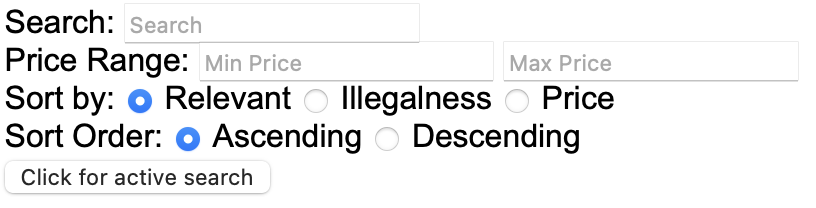 Search: Search
Price Range: Min Price Max Price
Sort by: Relevant Illegalness Price
Sort Order: Ascending Descending
Click for active search